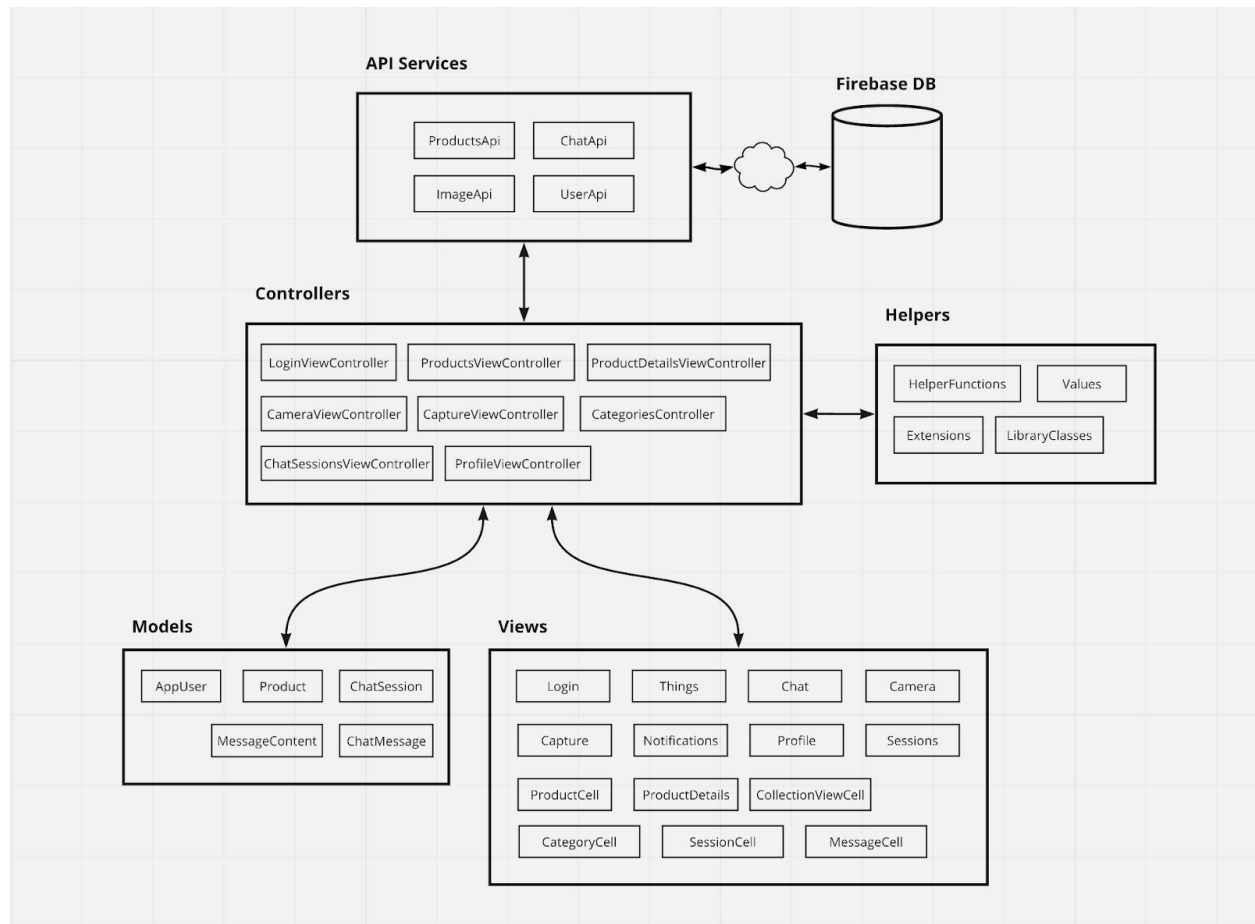 API Services
Firebase DB
ProductsApi ChatApi
ImageApi UserApi
Controllers
LoginViewController ProductsViewController ProductDetailsViewController
CameraViewController CaptureViewController CategoriesController
ChatSessionsViewController ProfileViewController
Helpers
HelperFunctions Values
Extensions LibraryClasses
Models
AppUser Product ChatSession
MessageContent ChatMessage
Views
Login Things Chat Camera
Capture Notifications Profile Sessions
ProductCell ProductDetails CollectionViewCell
CategoryCell SessionCell MessageCell